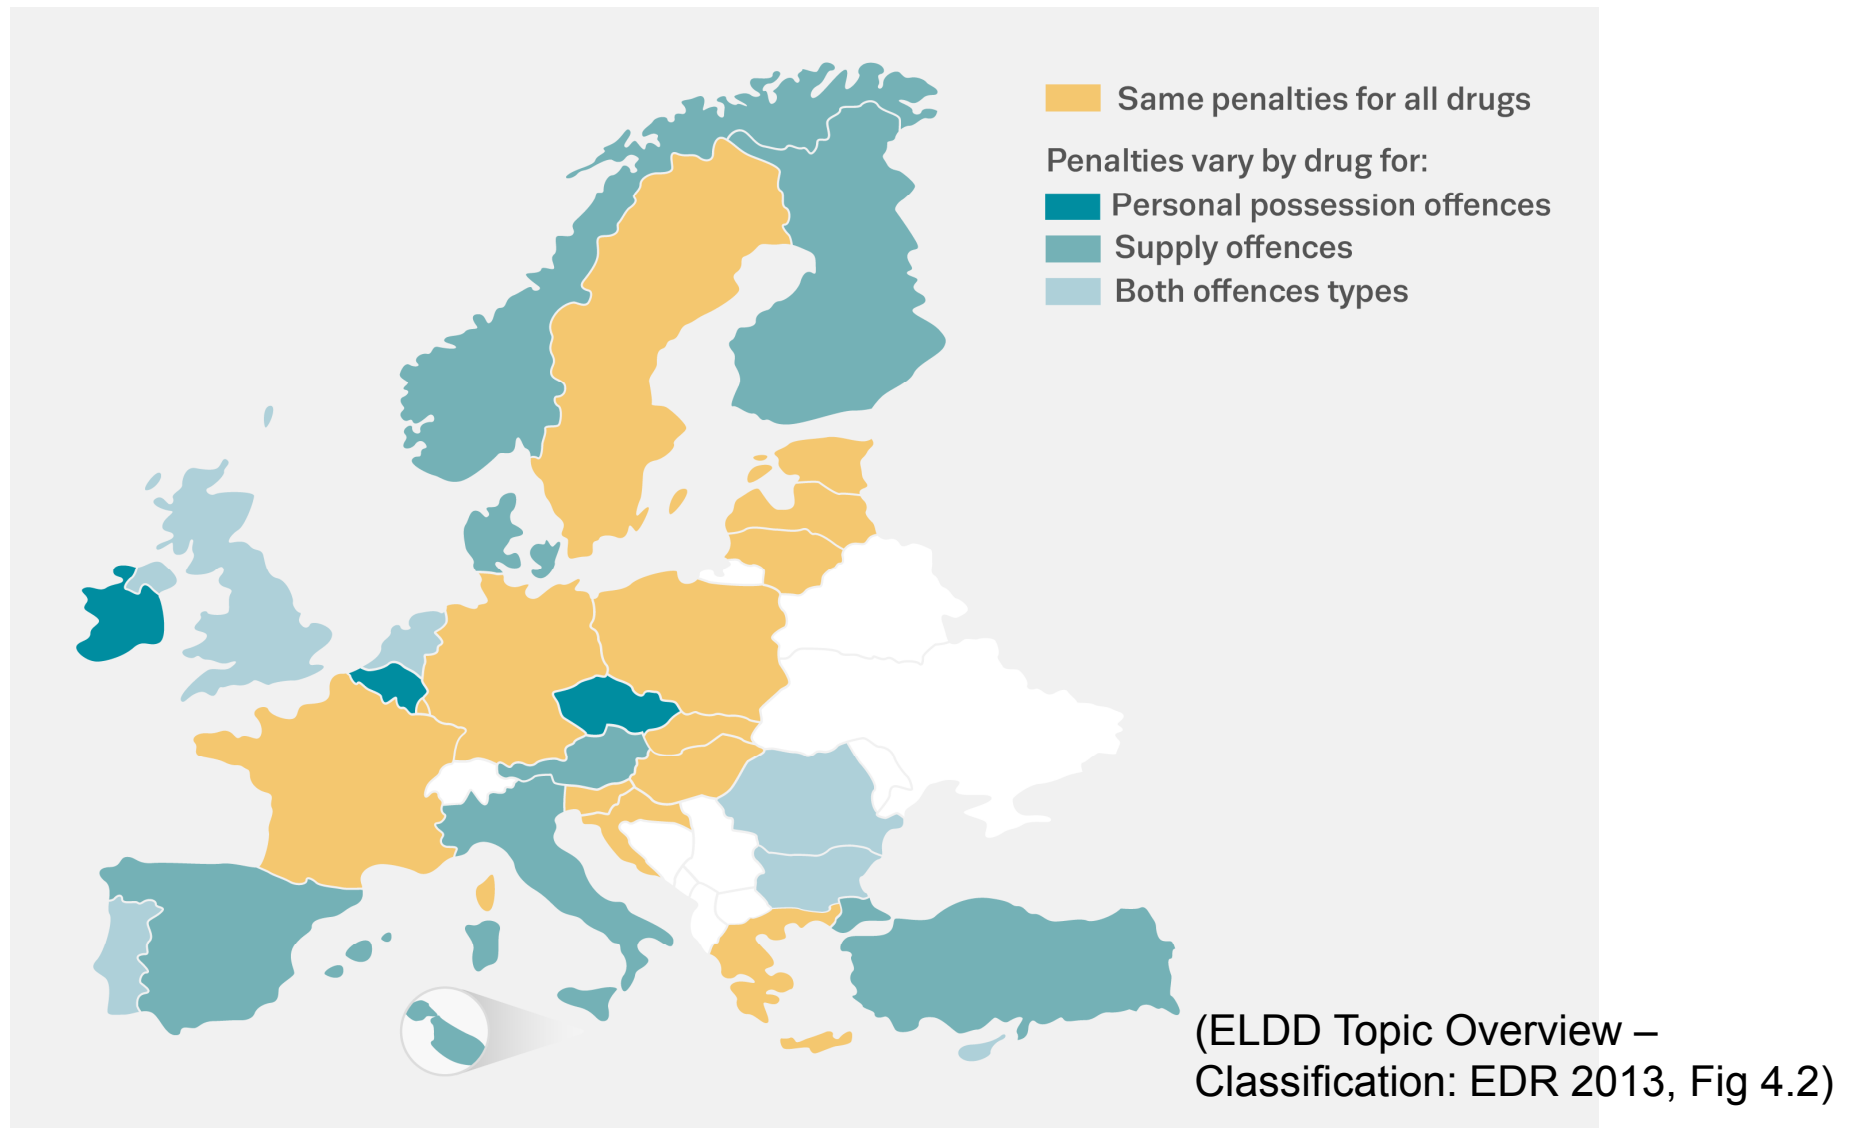 Same penalties for all drugs
Penalties vary by drug for:
Personal possession offences
Supply offences
Both offences types
(ELDD Topic Overview –
Classification: EDR 2013, Fig 4.2)